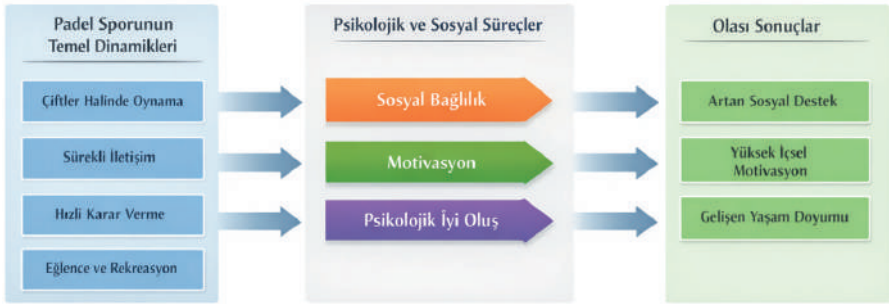 Padel Sporunun
Temel Dinamikleri
Çiftler Halinde Oynama
Sürekli İletişim
Hızlı Karar Verme
Eğlence ve Rekreasyon
Psikolojik ve Sosyal Süreçler
Sosyal Bağlılık
Motivasyon
Psikolojik İyi Oluş
Olası Sonuçlar
Artan Sosyal Destek
Yüksek İçsel
Motivasyon
Gelişen Yaşam Doyumu